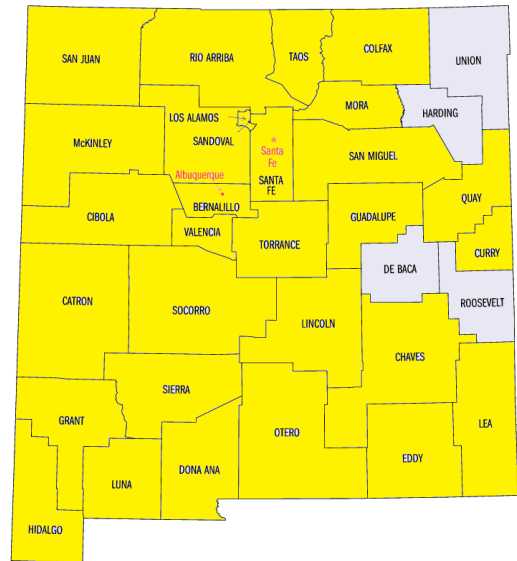 SAN JUAN
RIO ARRIBA
TAOS
COLFAX
UNION
MORA
HARDING
LOS ALAMOS
SANDOVAL
McKINLEY
*
Santa
Fe
SANTA
FE
SAN MIGUEL
Albuquerque
QUAY
CIBOLA
BERNALILLO
VALENCIA
GUADALUPE
TORRANCE
CURRY
DE BACA
CATRON
SOCORRO
LINCOLN
ROOSEVELT
CHAVES
SIERRA
GRANT
OTERO
LEA
EDDY
DONA ANA
LUNA
HIDALGO